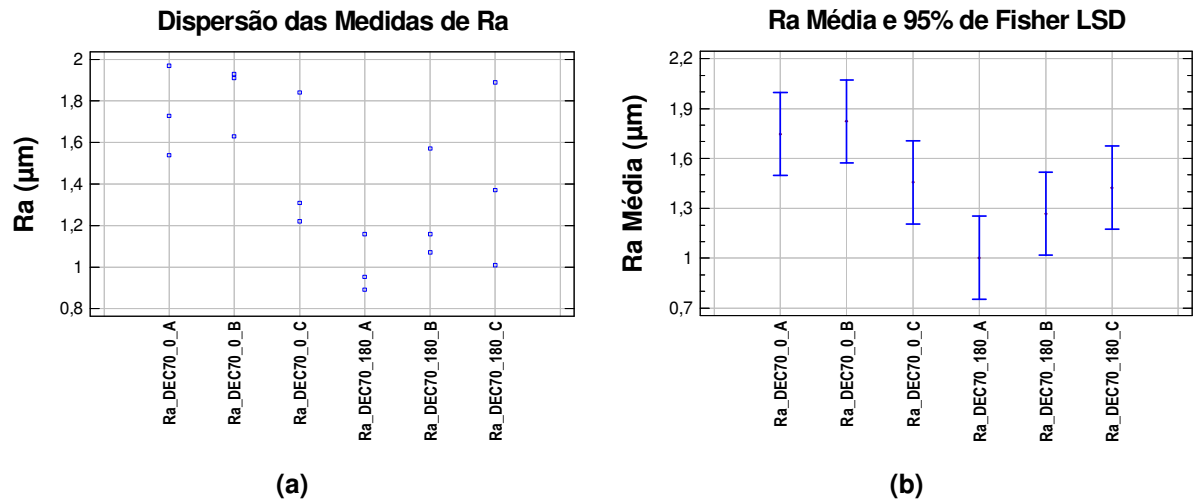 Dispersão das Medidas de Ra
Ra (µm)
2
1,8
1,6
1,4
1,2
1
0,8
Ra_DEC70_0_A
Ra_DEC70_0_B
Ra_DEC70_0_C
Ra_DEC70_180_A
Ra_DEC70_180_B
Ra_DEC70_180_C
(a)
Ra Média e 95% de Fisher LSD
Ra Média (µm)
2,2
1,9
1,6
1,3
1
0,7
Ra_DEC70_0_A
Ra_DEC70_0_B
Ra_DEC70_0_C
Ra_DEC70_180_A
Ra_DEC70_180_B
Ra_DEC70_180_C
(b)